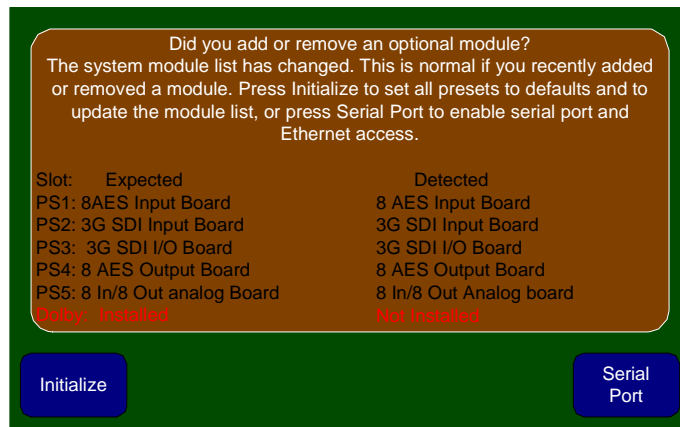 Did you add or remove an optional module?
The system module list has changed. This is normal if you recently added
or removed a module. Press Initialize to set all presets to defaults and to
update the module list, or press Serial Port to enable serial port and
Ethernet access.
Slot: Expected Detected
PS1: 8AES Input Board 8 AES Input Board
PS2: 3G SDI Input Board 3G SDI Input Board
PS3: 3G SDI I/O Board 3G SDI I/O Board
PS4: 8 AES Output Board 8 AES Output Board
PS5: 8 In/8 Out analog Board 8 In/8 Out Analog board
Dolby: Installed Not Installed
Initialize
Serial
Port